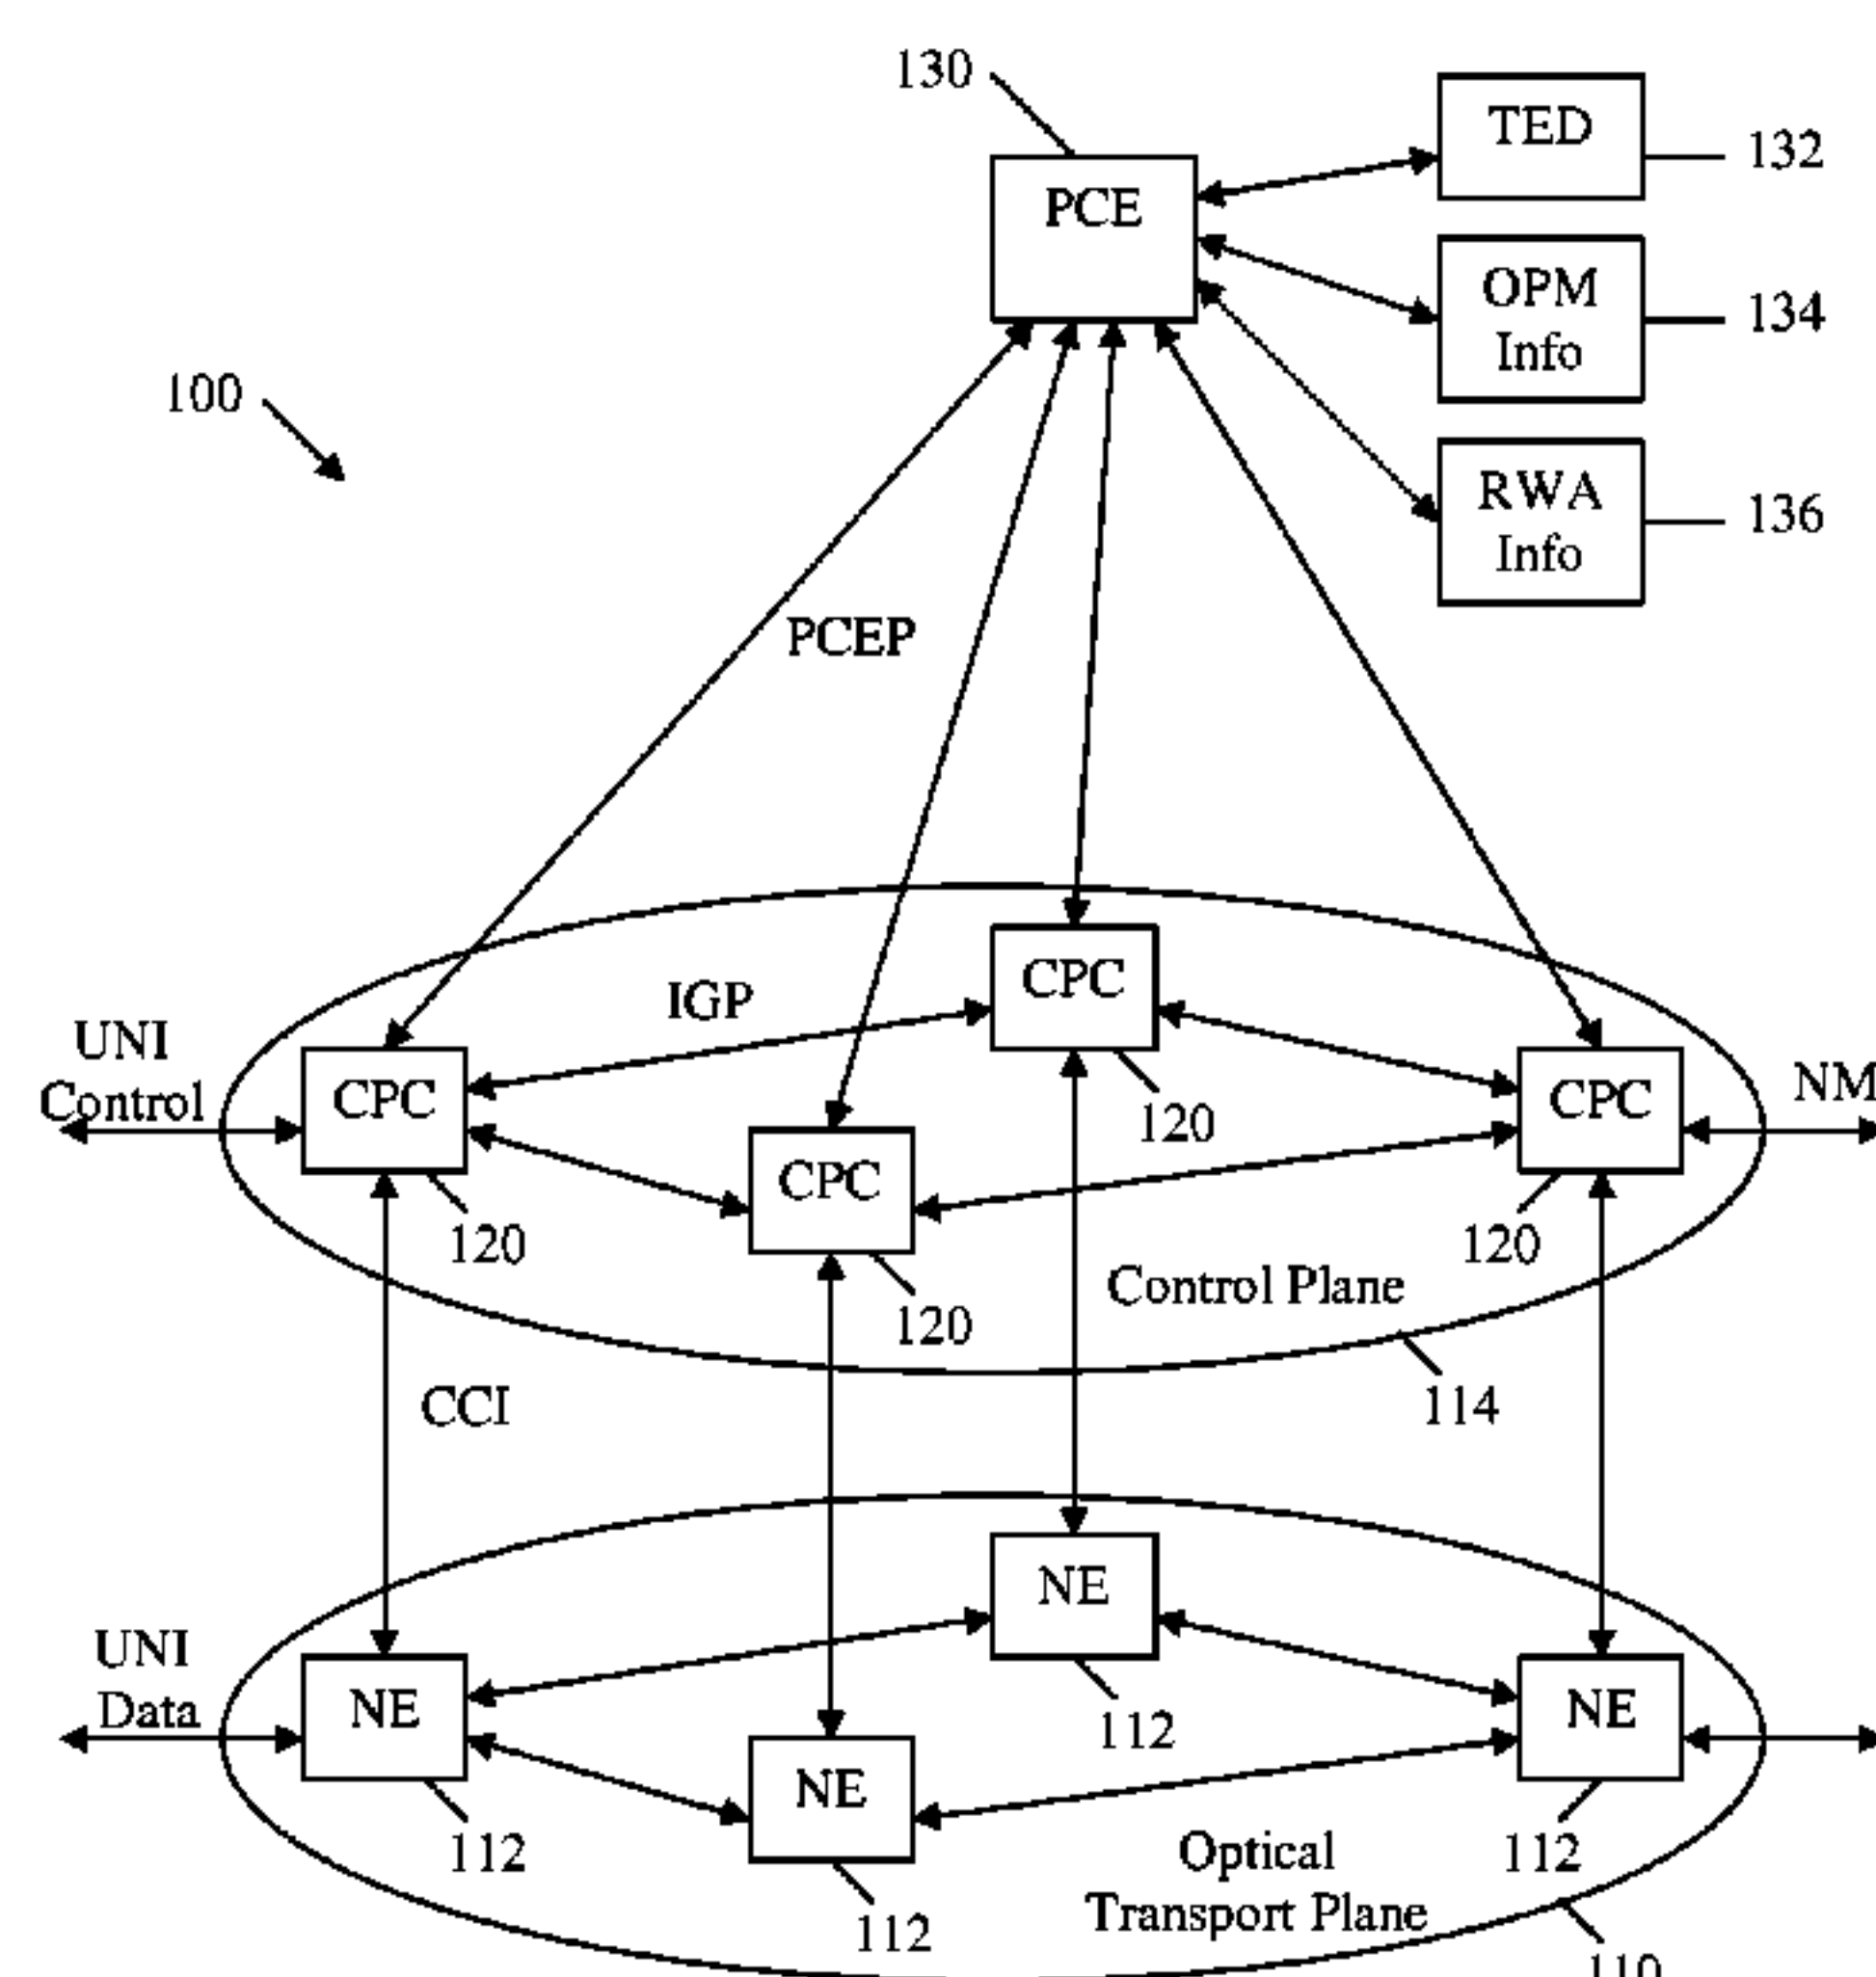 130
TED
132
PCE
OPM
Info
134
100
RWA
Info
136
PCEP
CPC
IGP
UNI
Control
CPC
CPC
NM
120
CPC
120
120
Control Plane
120
CCI
114
NE
UNI
Data
NE
NE
112
NE
112
Optical
Transport Plane
112
112
110